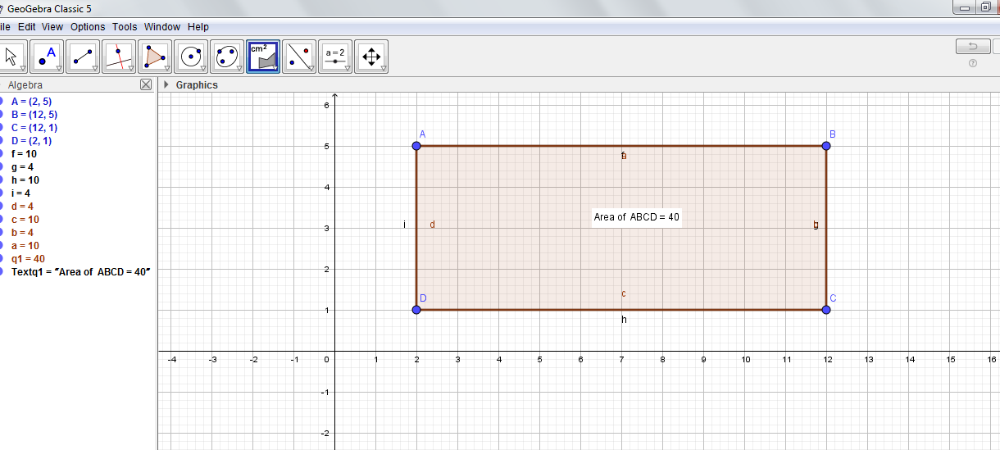 GeoGebra Classic 5
ile Edit View Options Tools Window Help
A
cm²
a = 2
Algebra
Graphics
A = (2, 5)
B = (12, 5)
C = (12, 1)
D = (2, 1)
f = 10
g = 4
h = 10
i = 4
d = 4
c = 10
b = 4
a = 10
q1 = 40
Textq1 = "Area of ABCD = 40"
6
A B
5
4
Area of ABCD = 40
i d
3
2
c
D C
1
h
-4 -3 -2 -1 0 1 2 3 4 5 6 7 8 9 10 11 12 13 14 15 16
-1
-2